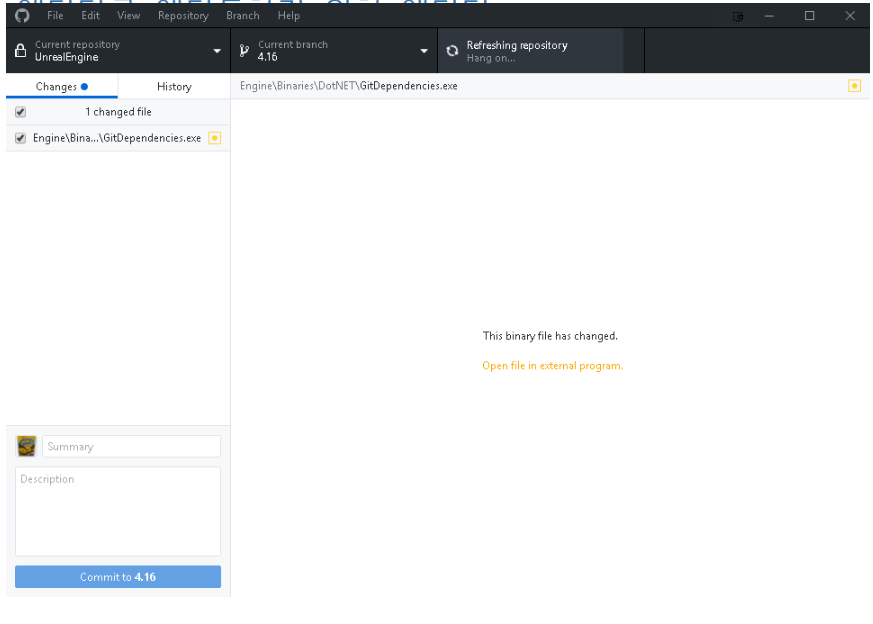 File Edit View Repository Branch Help
Current repository
UnrealEngine
Current branch
4.16
Refreshing repository
Hang on...
Changes
History
Engine\Binaries\DotNET\GitDependencies.exe
1 changed file
Engine\Bina...\GitDependencies.exe
This binary file has changed.
Open file in external program.
Summary
Description
Commit to 4.16